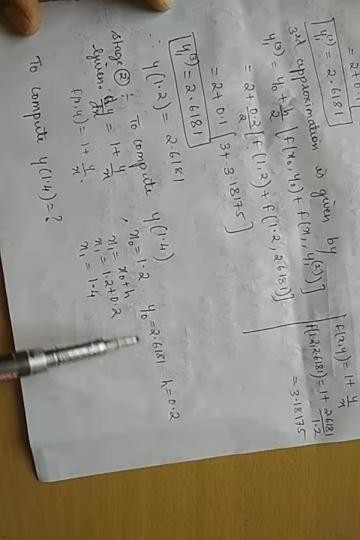 = 2+0.1
y₁⁽²⁾ = 2.6181
3rd approximation is given by
y₁⁽³⁾ = y₀ + h/2 [f(x₀, y₀) + f(x₁, y₁⁽²⁾)]
= 2 + 0.2/2 [f(1, 2) + f(1.2, 2.6181)]
= 2+0.1 [3+3.18175]
y₁⁽³⁾ = 2.6181
f(x,y) = 1+ y/x
f(1.2, 2.6181) = 1+ 2.6181/1.2
= 3.18175
y(1.2) = 2.6181
Stage ② :- To compute y(1.4)
given dy/dx = 1+ y/x , x₀ = 1.2 y₀ = 2.6181 h = 0.2
f(x,y) = 1+ y/x. x₁ = x₀+h
x₁ = 1.2+0.2
x₁ = 1.4
To compute y(1.4) = ?